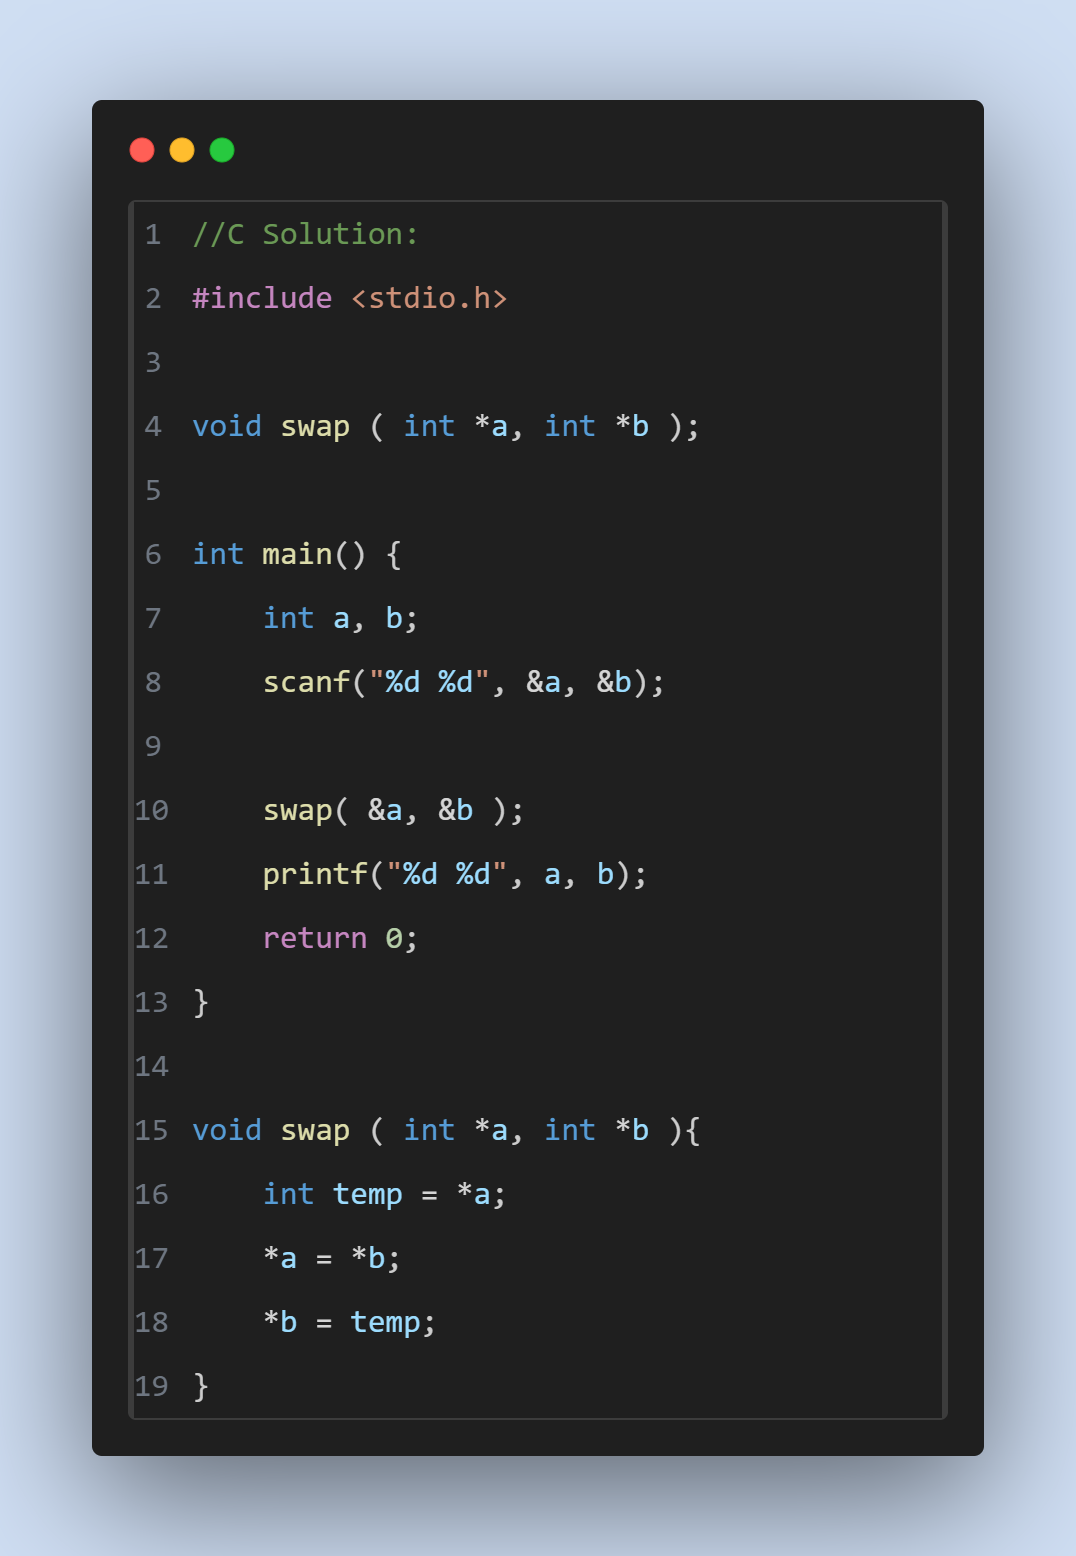 1 //C Solution:
2 #include <stdio.h>
3
4 void swap ( int *a, int *b );
5
6 int main() {
7     int a, b;
8     scanf("%d %d", &a, &b);
9
10     swap( &a, &b );
11     printf("%d %d", a, b);
12     return 0;
13 }
14
15 void swap ( int *a, int *b ){
16     int temp = *a;
17     *a = *b;
18     *b = temp;
19 }